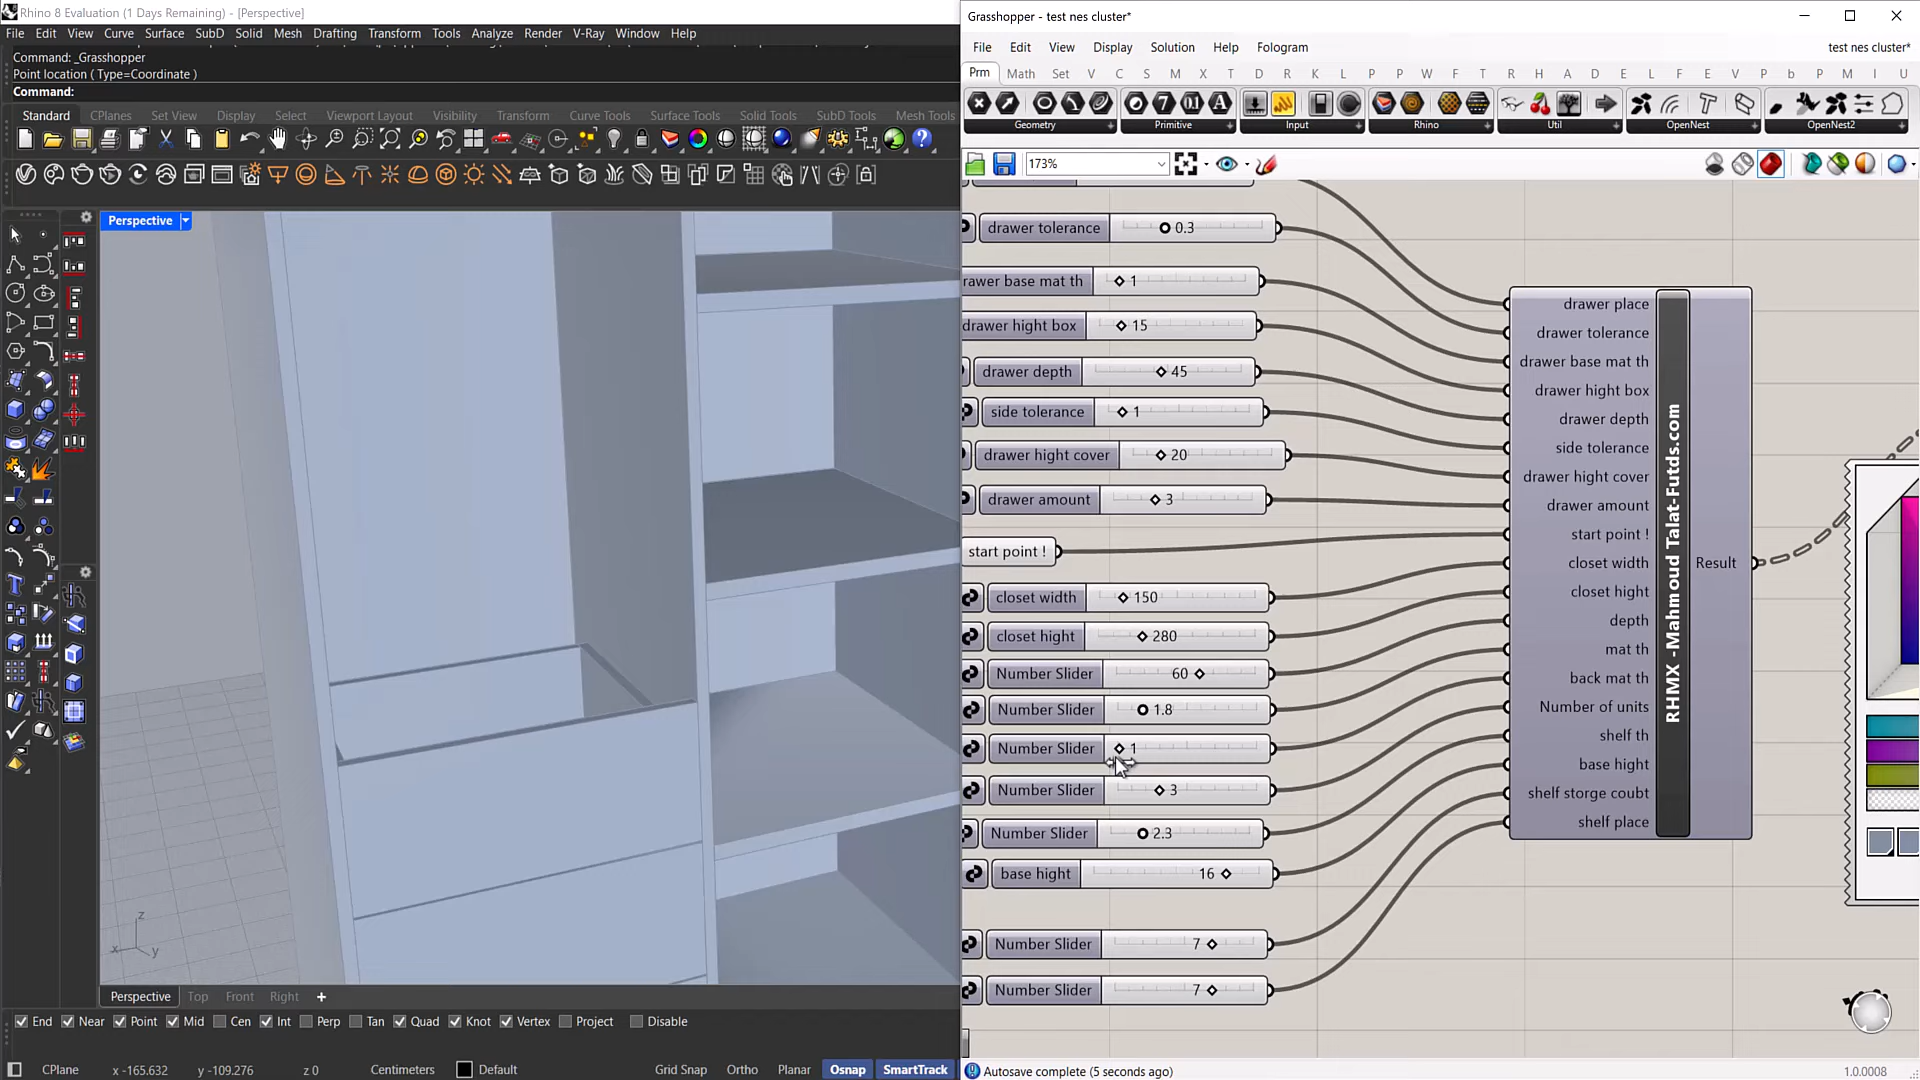 Rhino 8 Evaluation (1 Days Remaining) - [Perspective]
File Edit View Curve Surface SubD Solid Mesh Drafting Transform Tools Analyze Render V-Ray Window Help
Command: _Grasshopper
Point location ( Type=Coordinate )
Command:
Standard CPlanes Set View Display Select Viewport Layout Visibility Transform Curve Tools Surface Tools Solid Tools SubD Tools Mesh Tools
Perspective
z
x
y
Perspective Top Front Right
End Near Point Mid Cen Int Perp Tan Quad Knot Vertex Project Disable
CPlane x -165.632 y -109.276 z 0 Centimeters Default Grid Snap Ortho Planar Osnap SmartTrack
Grasshopper - test nes cluster*
File Edit View Display Solution Help Fologram test nes cluster*
Prm Math Set V C S M X T D R K L P P W F T P R H A D L F E V P b P M I U
Geometry Primitive Input Rhino Util OpenNest OpenNest2
173%
drawer tolerance 0.3
rawer base mat th 1
drawer hight box 15
drawer depth 45
side tolerance 1
drawer hight cover 20
drawer amount 3
start point !
closet width 150
closet hight 280
Number Slider 60
Number Slider 1.8
Number Slider 1
Number Slider 3
Number Slider 2.3
base hight 16
Number Slider 7
Number Slider 7
drawer place
drawer tolerance
drawer base mat th
drawer hight box
drawer depth
side tolerance
drawer hight cover
drawer amount
start point !
closet width
closet hight
depth
mat th
back mat th
Number of units
shelf th
base hight
shelf storge coubt
shelf place
RHMX -Mahmoud Talat-Futds.com
Result
Autosave complete (5 seconds ago)
1.0.0008